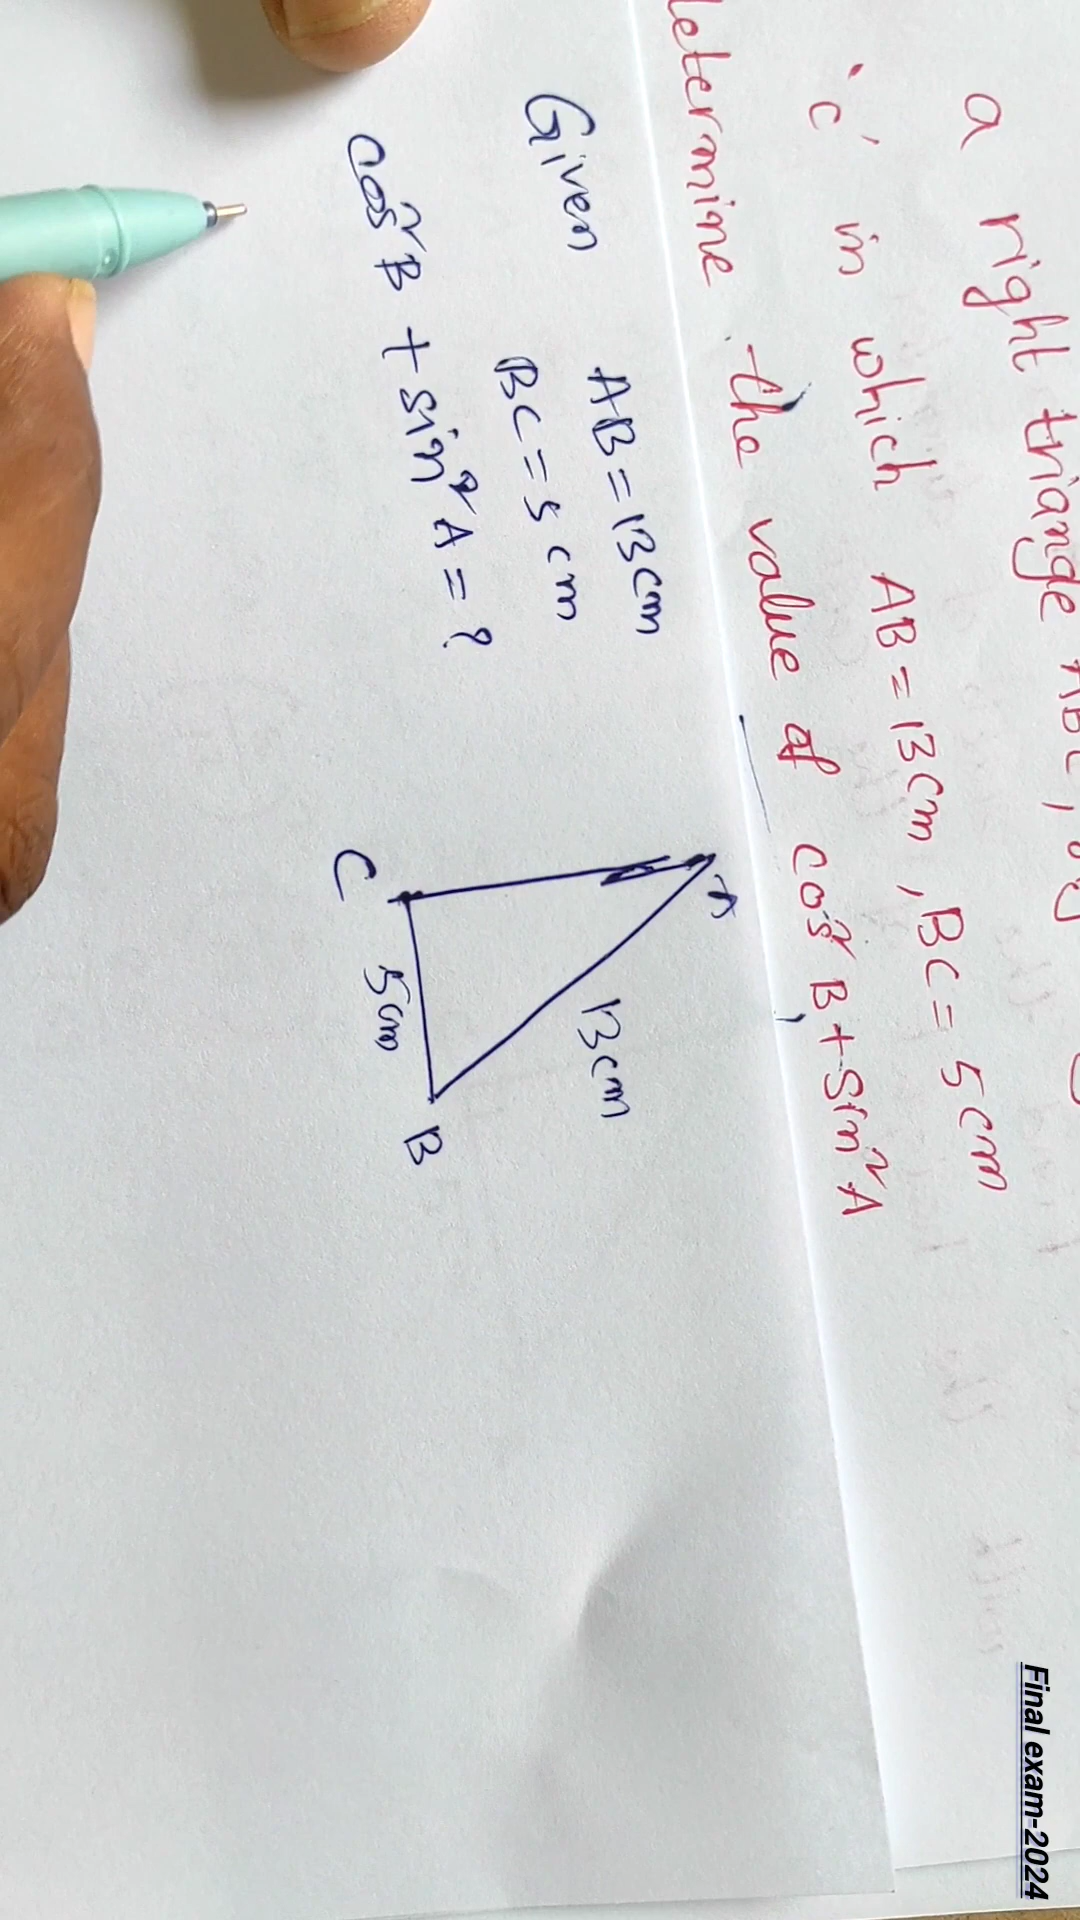 a right triangle ABC,
'c' in which AB = 13cm, BC = 5cm
determine the value of cos²B + sin²A
Given AB = 13cm
BC = 5cm
cos²B + sin²A = ?
A
13cm
C
5cm
B
Final exam-2024